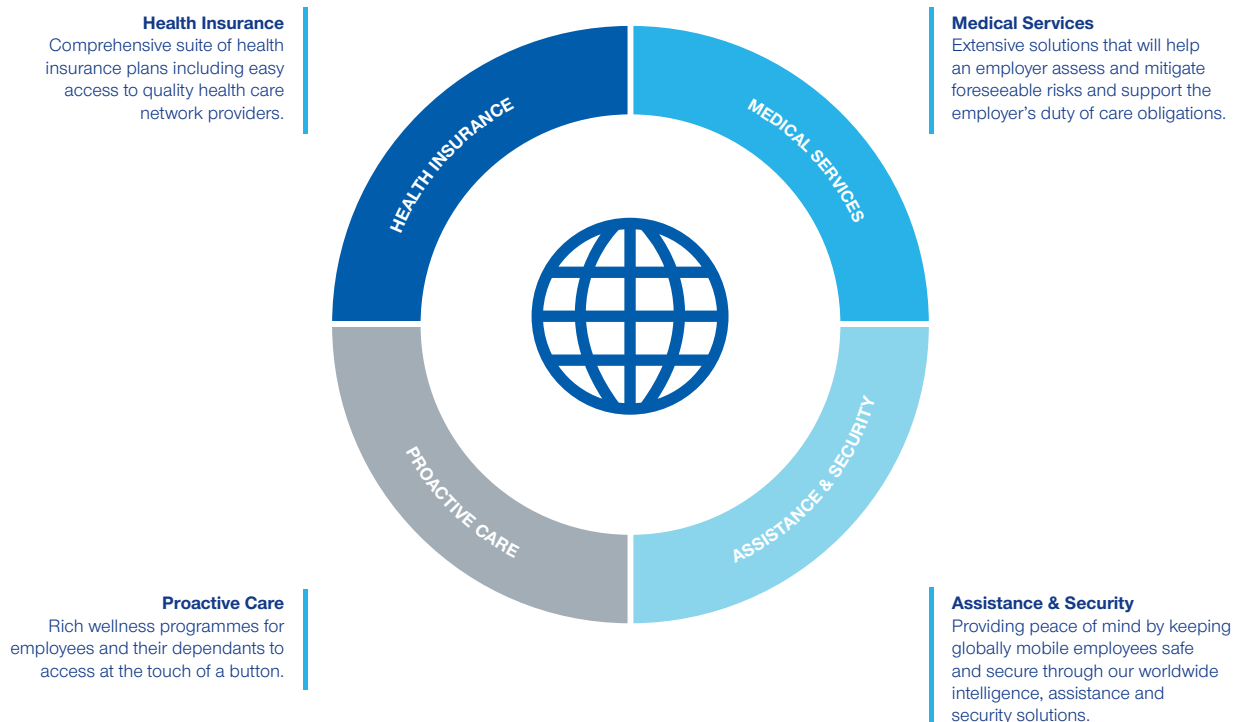 Health Insurance
Comprehensive suite of health
insurance plans including easy
access to quality health care
network providers.
Medical Services
Extensive solutions that will help
an employer assess and mitigate
foreseeable risks and support the
employer’s duty of care obligations.
HEALTH INSURANCE
MEDICAL SERVICES
PROACTIVE CARE
ASSISTANCE & SECURITY
Proactive Care
Rich wellness programmes for
employees and their dependants to
access at the touch of a button.
Assistance & Security
Providing peace of mind by keeping
globally mobile employees safe
and secure through our worldwide
intelligence, assistance and
security solutions.